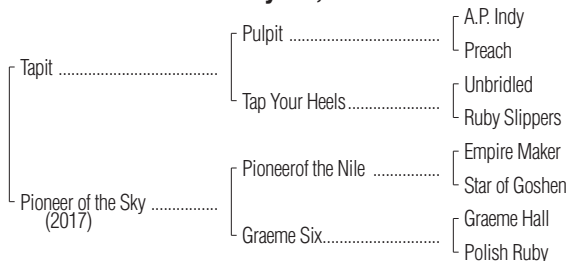 A.P. Indy
Pulpit
Preach
Tapit
Unbridled
Tap Your Heels
Ruby Slippers
Empire Maker
Pioneerof the Nile
Star of Goshen
Pioneer of the Sky
(2017)
Graeme Hall
Graeme Six
Polish Ruby